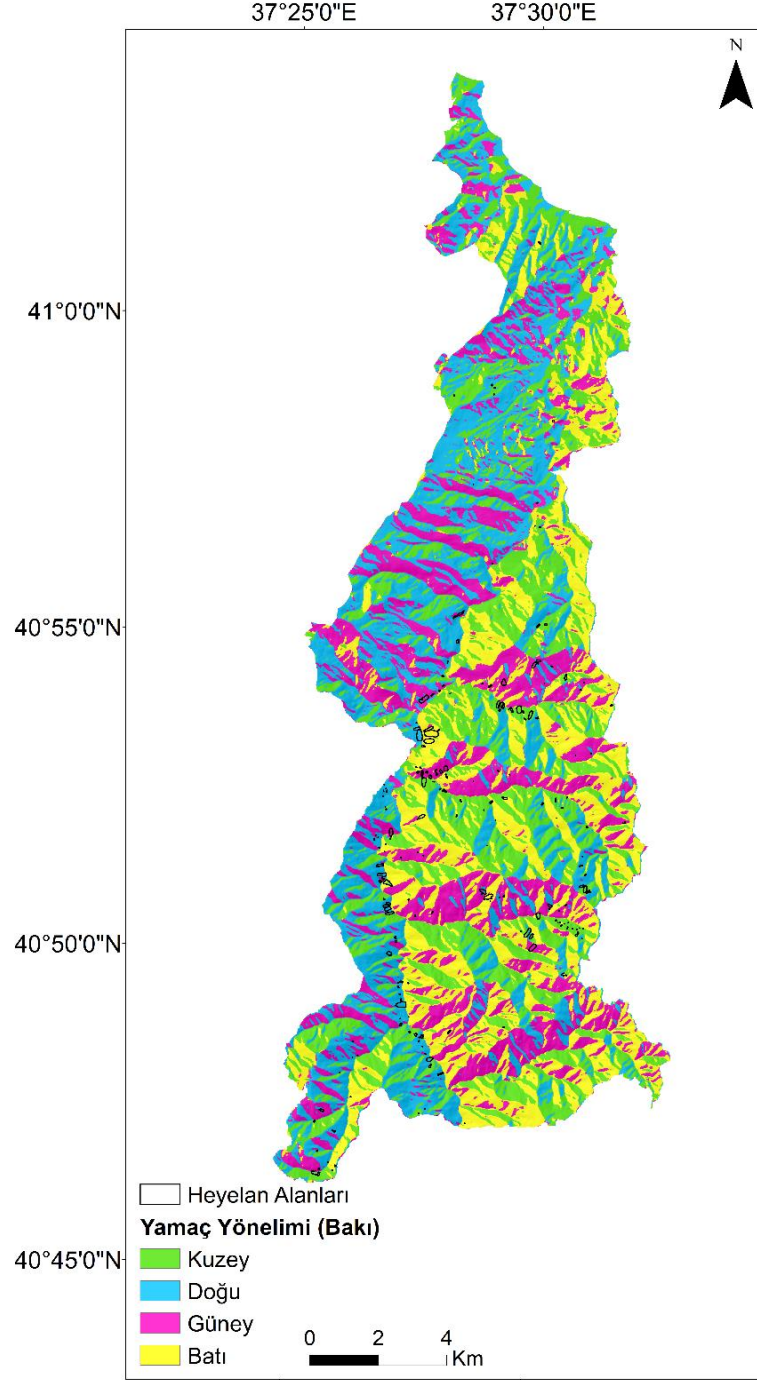 37°25'0"E 37°30'0"E
N
41°0'0"N
40°55'0"N
40°50'0"N
40°45'0"N
Heyelan Alanları
Yamaç Yönelimi (Bakı)
Kuzey
Doğu
Güney
Batı
0 2 4
Km